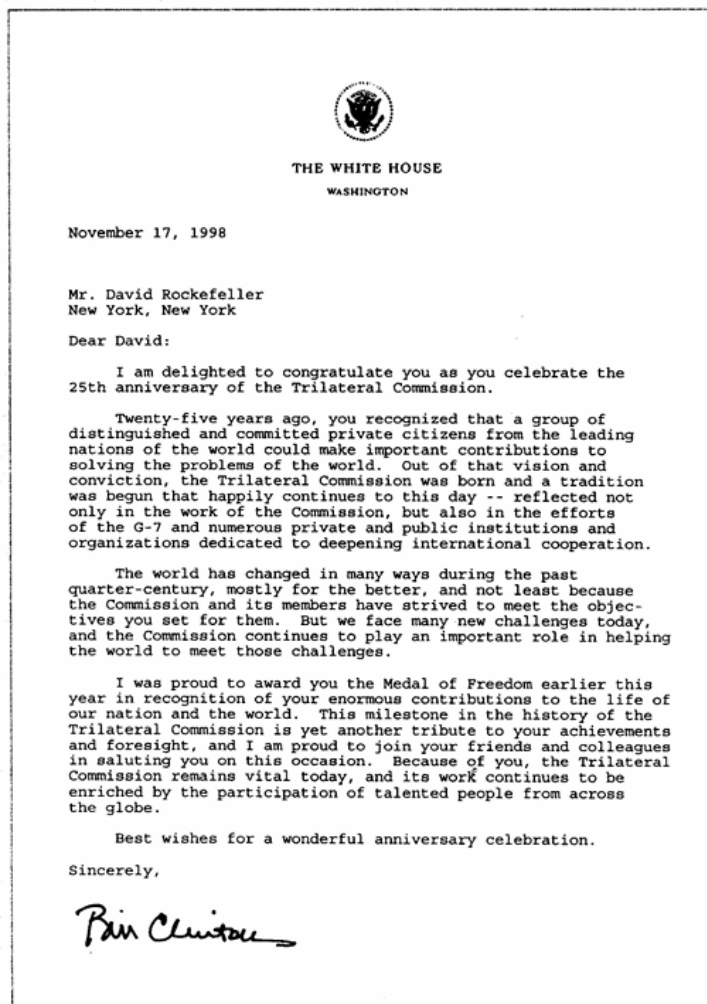 THE WHITE HOUSE
WASHINGTON
November 17, 1998
Mr. David Rockefeller
New York, New York
Dear David:
I am delighted to congratulate you as you celebrate the
25th anniversary of the Trilateral Commission.
Twenty-five years ago, you recognized that a group of
distinguished and committed private citizens from the leading
nations of the world could make important contributions to
solving the problems of the world.  Out of that vision and
conviction, the Trilateral Commission was born and a tradition
was begun that happily continues to this day -- reflected not
only in the work of the Commission, but also in the efforts
of the G-7 and numerous private and public institutions and
organizations dedicated to deepening international cooperation.
The world has changed in many ways during the past
quarter-century, mostly for the better, and not least because
the Commission and its members have strived to meet the objec-
tives you set for them.  But we face many new challenges today,
and the Commission continues to play an important role in helping
the world to meet those challenges.
I was proud to award you the Medal of Freedom earlier this
year in recognition of your enormous contributions to the life of
our nation and the world.  This milestone in the history of the
Trilateral Commission is yet another tribute to your achievements
and foresight, and I am proud to join your friends and colleagues
in saluting you on this occasion.  Because of you, the Trilateral
Commission remains vital today, and its work continues to be
enriched by the participation of talented people from across
the globe.
Best wishes for a wonderful anniversary celebration.
Sincerely,
Bill Clinton